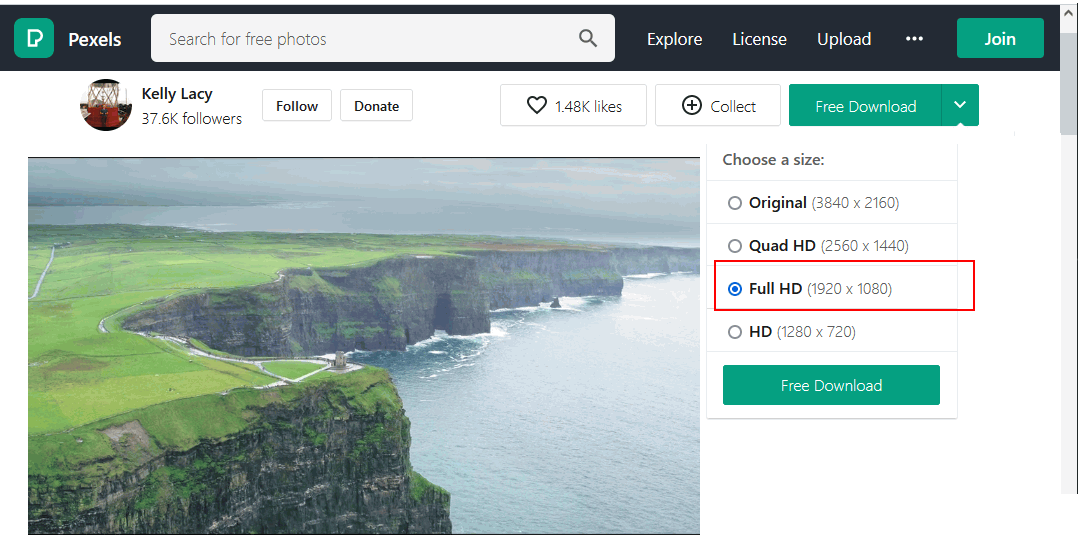 Pexels
Search for free photos
Explore
License
Upload
Join
Kelly Lacy
37.6K followers
Follow
Donate
1.48K likes
Collect
Free Download
Choose a size:
Original (3840 x 2160)
Quad HD (2560 x 1440)
Full HD (1920 x 1080)
HD (1280 x 720)
Free Download